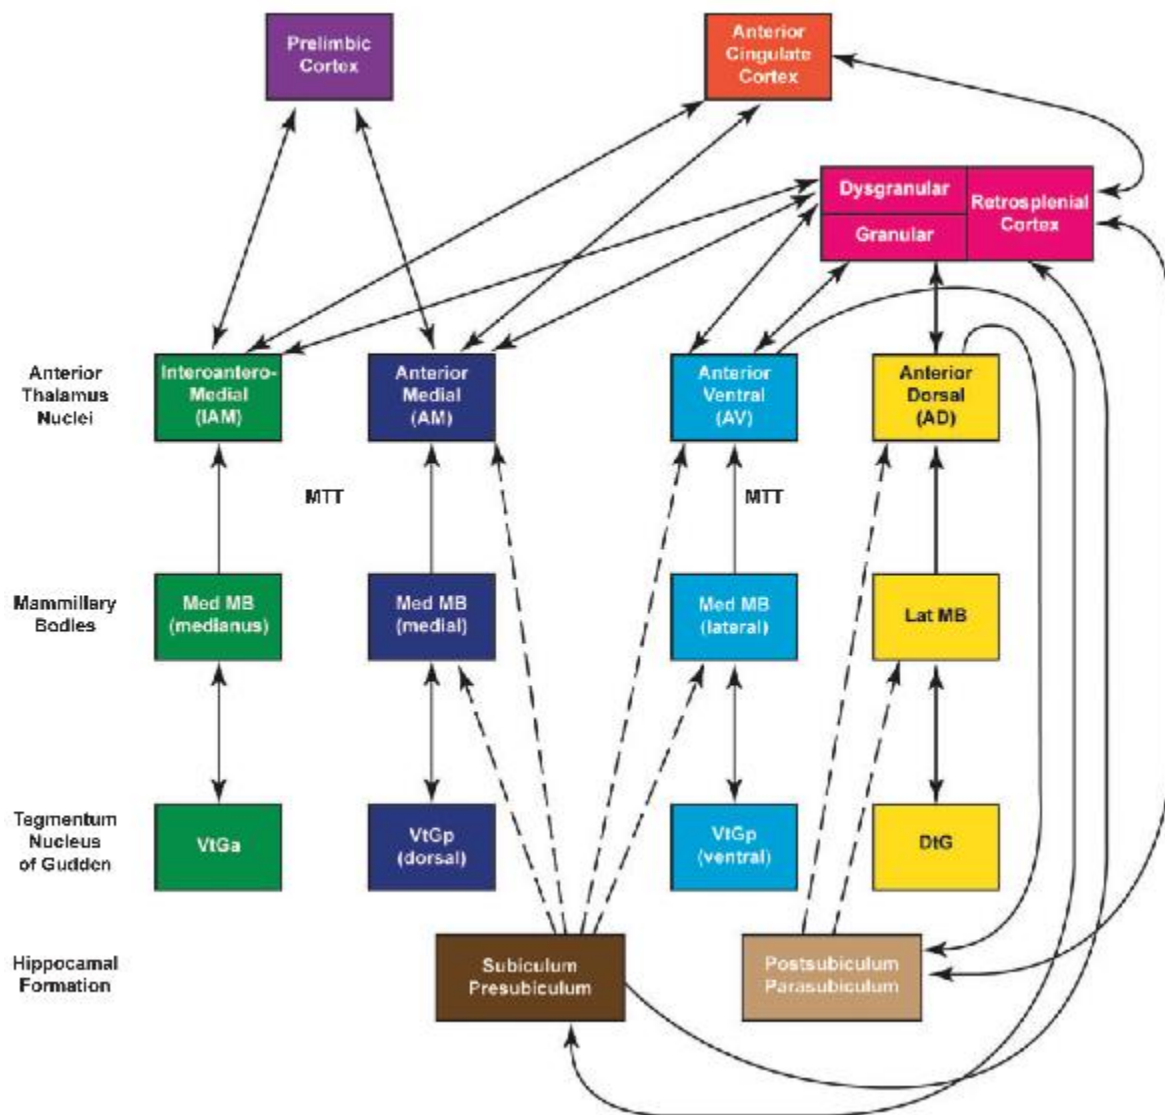 Prelimbic
Cortex
Anterior
Cingulate
Cortex
Dysgranular
Granular
Retrosplenial
Cortex
Anterior
Thalamus
Nuclei
Interoantero-
Medial
(IAM)
Anterior
Medial
(AM)
Anterior
Ventral
(AV)
Anterior
Dorsal
(AD)
MTT
MTT
Mammillary
Bodies
Med MB
(medianus)
Med MB
(medial)
Med MB
(lateral)
Lat MB
Tegmentum
Nucleus
of Gudden
VtGa
VtGp
(dorsal)
VtGp
(ventral)
DtG
Hippocamal
Formation
Subiculum
Presubiculum
Postsubiculum
Parasubiculum